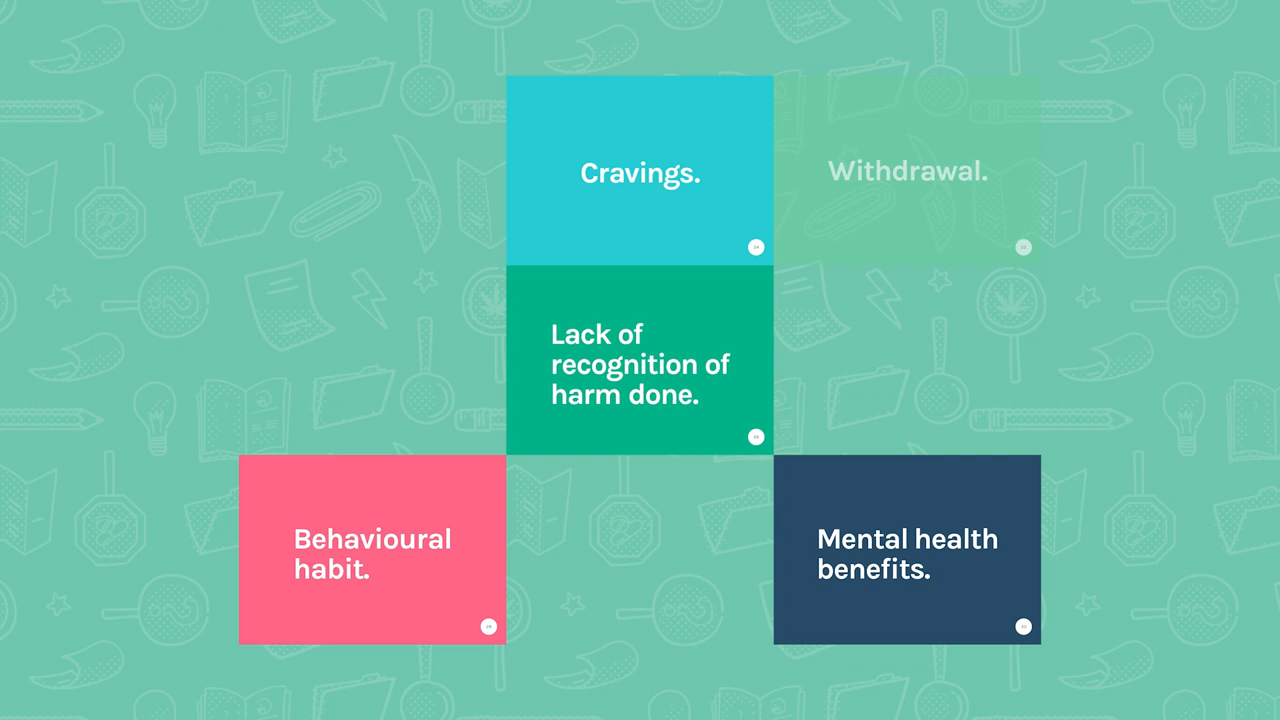 Cravings.
Withdrawal.
Lack of
recognition of
harm done.
Behavioural
habit.
Mental health
benefits.